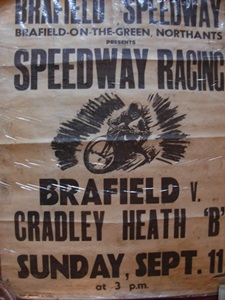 BRAFIELD SPEEDWAY
BRAFIELD-ON-THE-GREEN, NORTHANTS
PRESENTS
SPEEDWAY RACING
BRAFIELD v.
CRADLEY HEATH 'B'
SUNDAY, SEPT. 11
at 3 p.m.